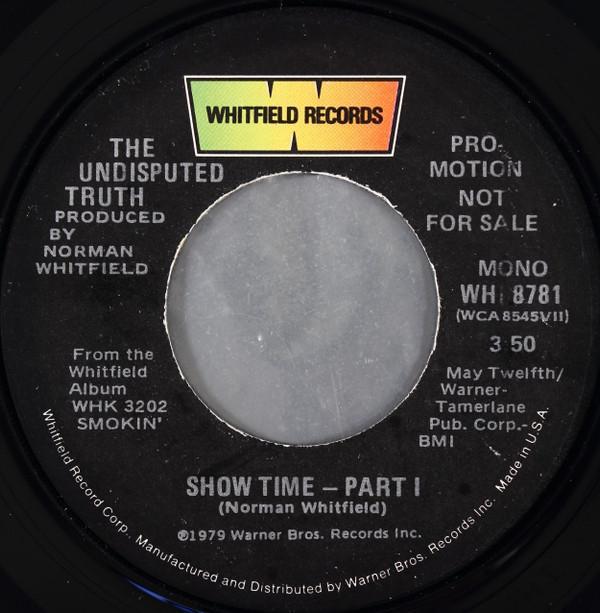 WHITFIELD RECORDS
THE
UNDISPUTED
TRUTH
PRODUCED
BY
NORMAN
WHITFIELD
PRO-
MOTION
NOT
FOR SALE
MONO
WHI 8781
(WCA 8545VII)
3 50
From the
Whitfield
Album
WHK 3202
SMOKIN'
May Twelfth/
Warner-
Tamerlane
Pub. Corp.-
BMI
SHOW TIME – PART I
(Norman Whitfield)
℗1979 Warner Bros. Records Inc.
Whitfield Record Corp. Manufactured and Distributed by Warner Bros. Records Inc. Made in U.S.A.